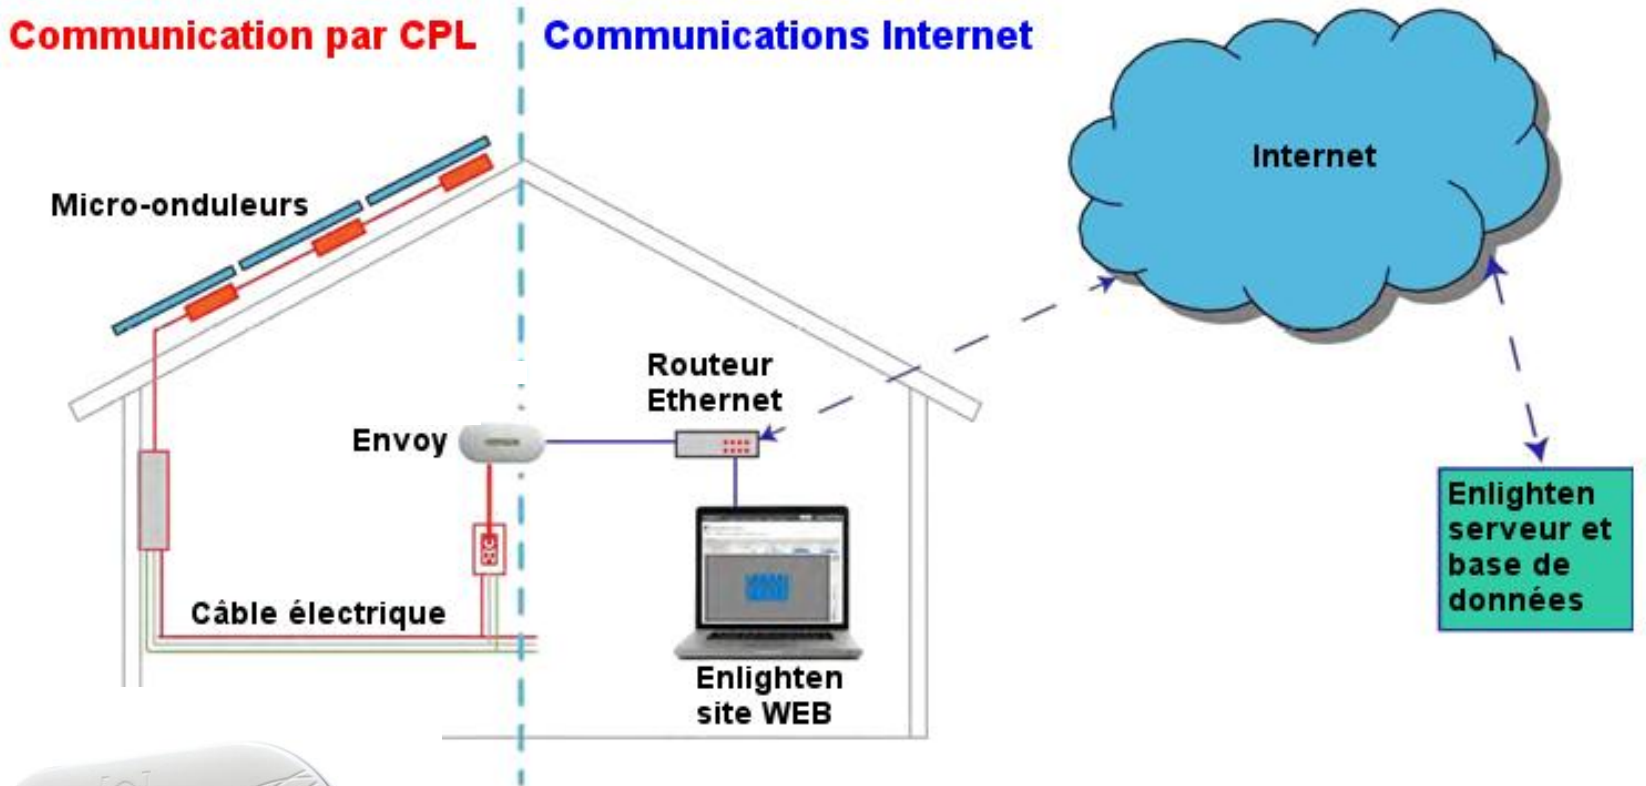 Communication par CPL
Communications Internet
Internet
Micro-onduleurs
Routeur
Ethernet
Envoy
Enlighten
serveur et
base de
données
Câble électrique
Enlighten
site WEB